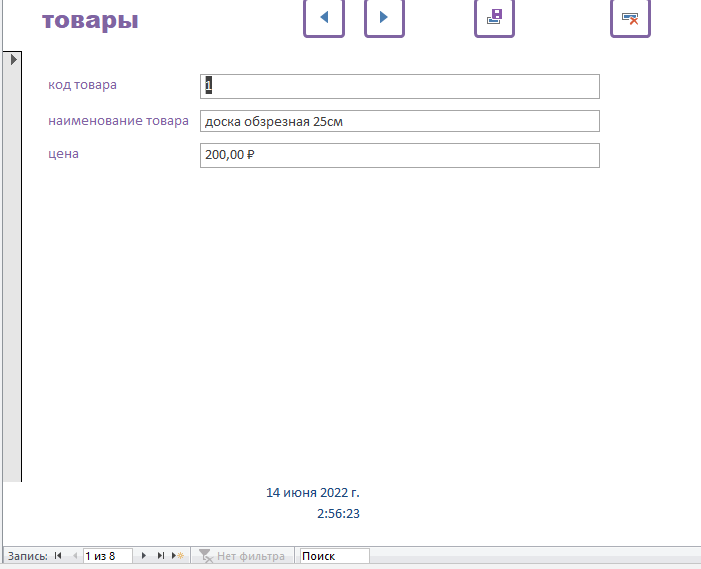 товары
код товара 1
наименование товара доска обзрезная 25см
цена 200,00 ₽
14 июня 2022 г.
2:56:23
Запись: 1 из 8 Нет фильтра Поиск